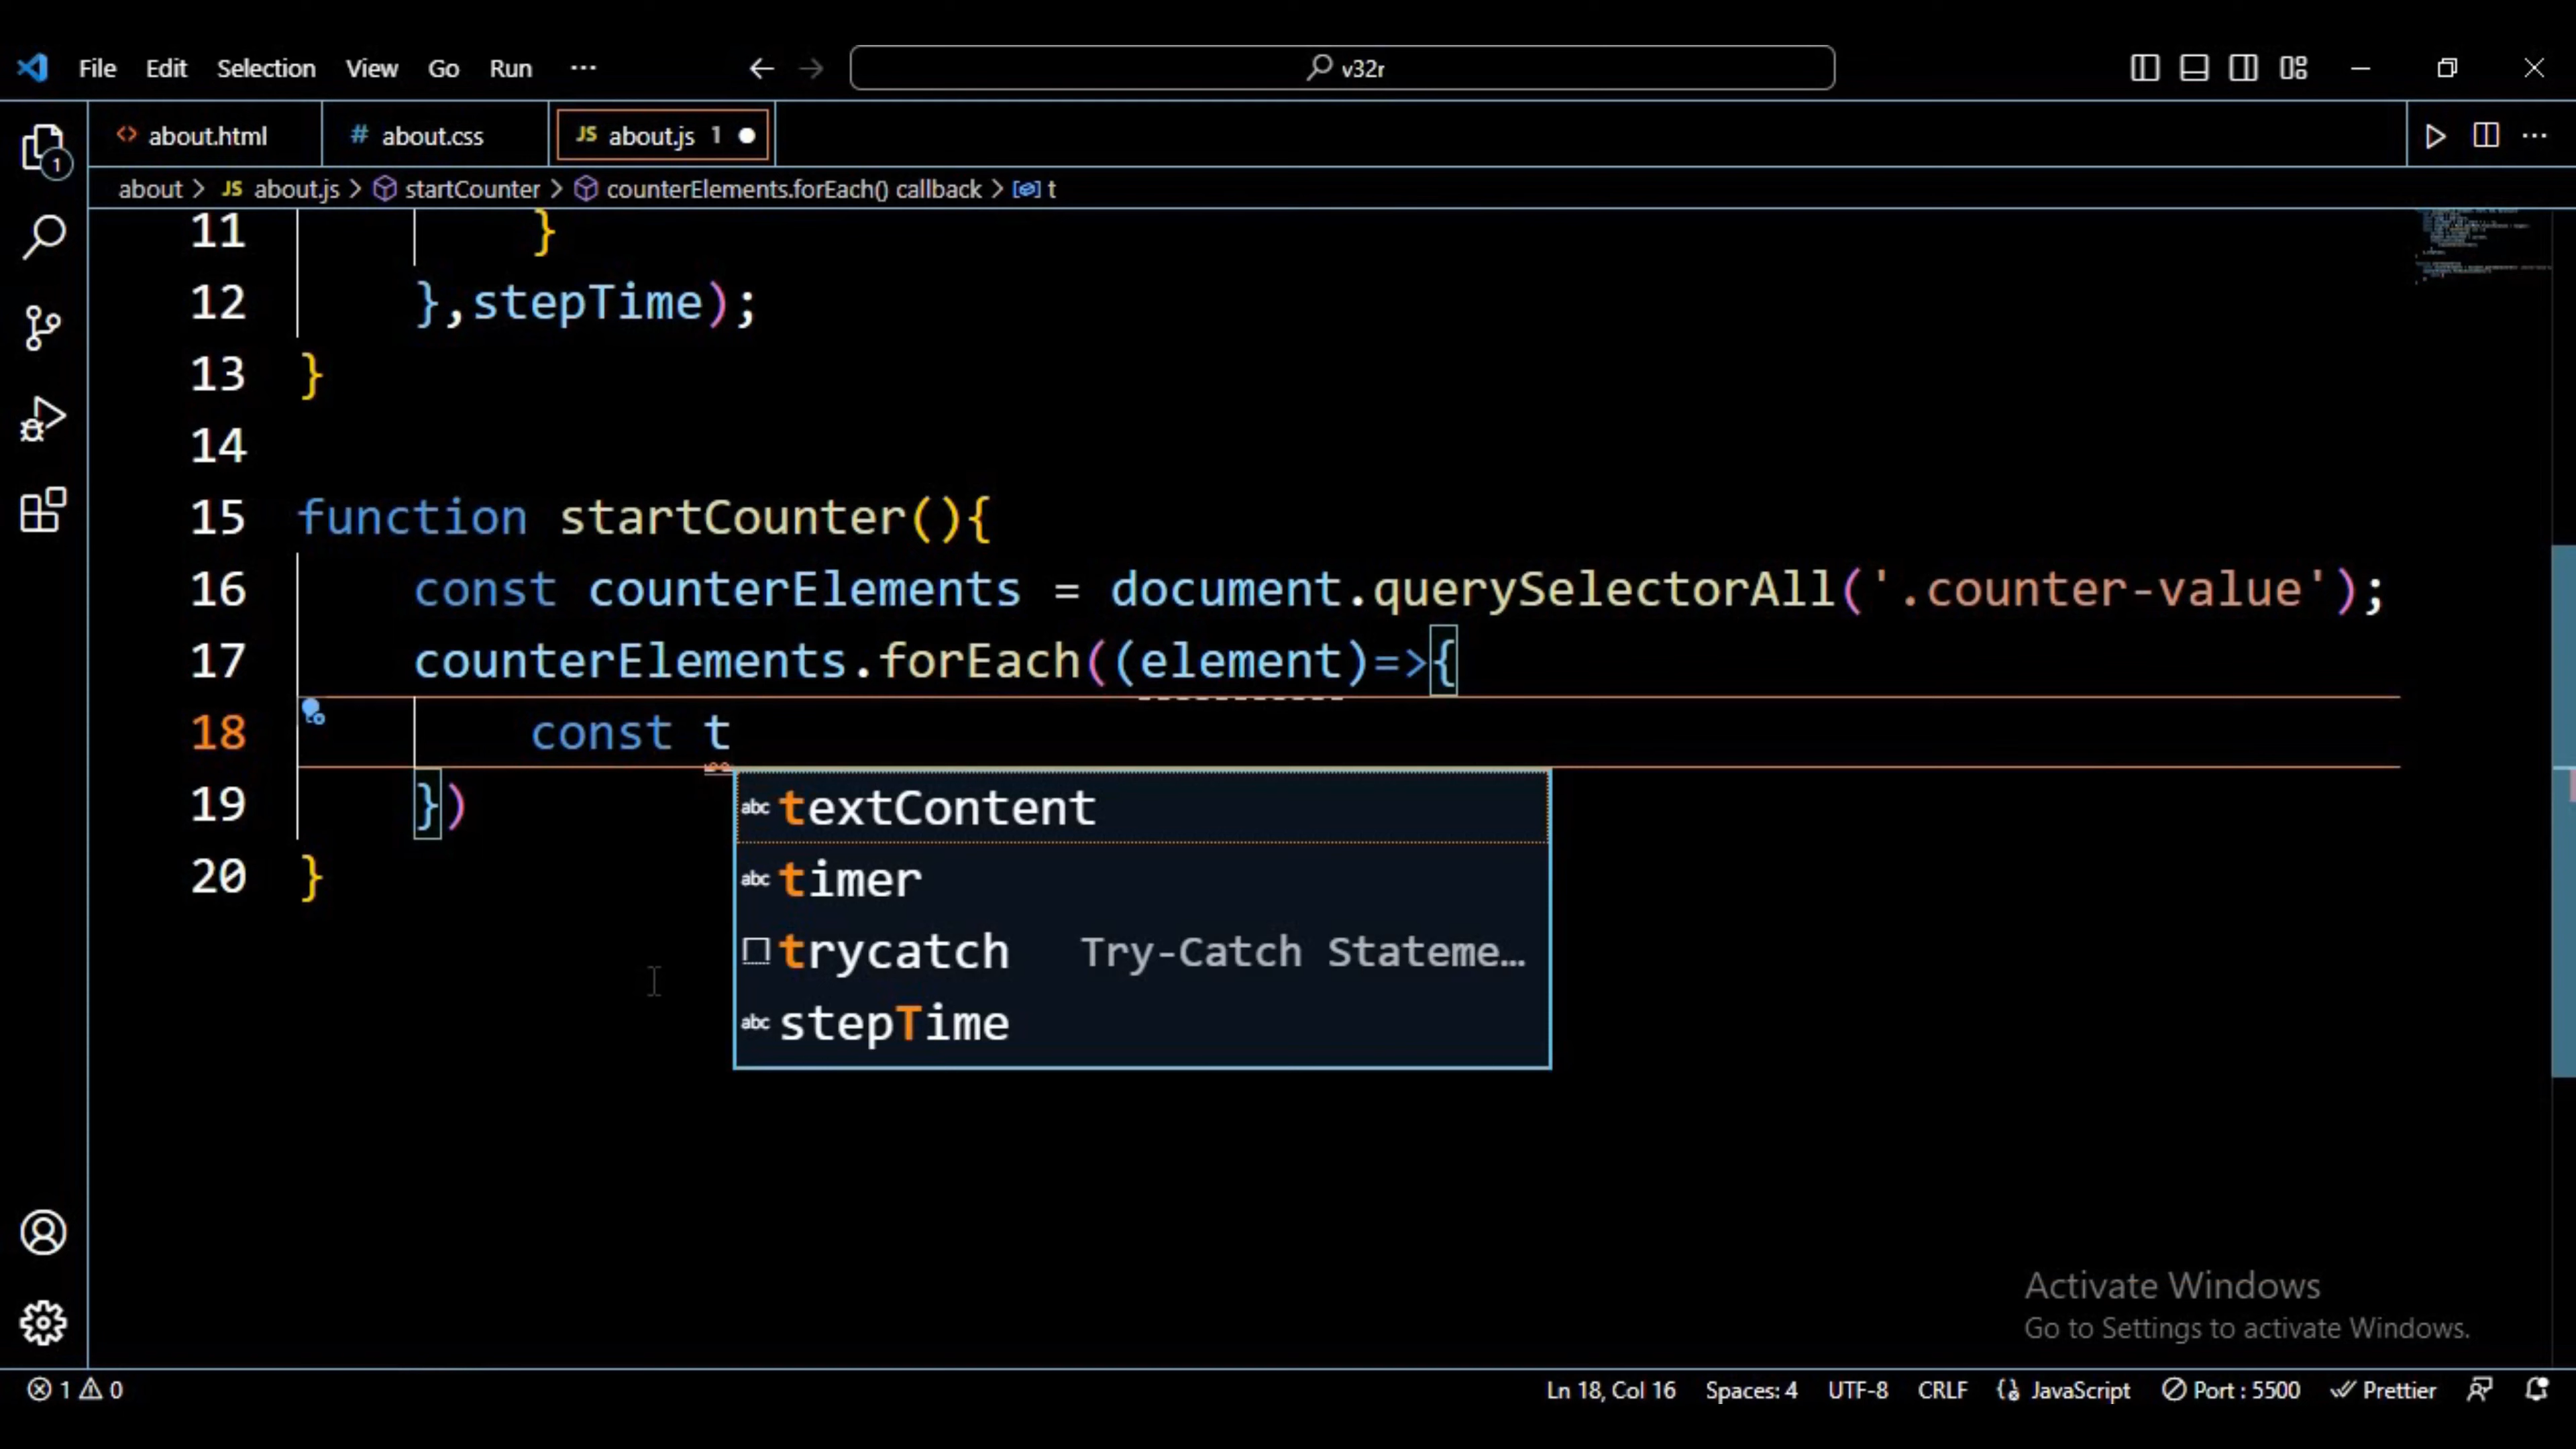 File Edit Selection View Go Run ··· v32r
about.html about.css JS about.js 1
about > JS about.js > startCounter > counterElements.forEach() callback > t
11 }
12 },stepTime);
13 }
14
15 function startCounter(){
16 const counterElements = document.querySelectorAll('.counter-value');
17 counterElements.forEach((element)=>{
18 const t
19 })
20 }
abc textContent
abc timer
trycatch Try-Catch Stateme…
abc stepTime
1
Activate Windows
Go to Settings to activate Windows.
1 0 Ln 18, Col 16 Spaces: 4 UTF-8 CRLF JavaScript Port : 5500 Prettier